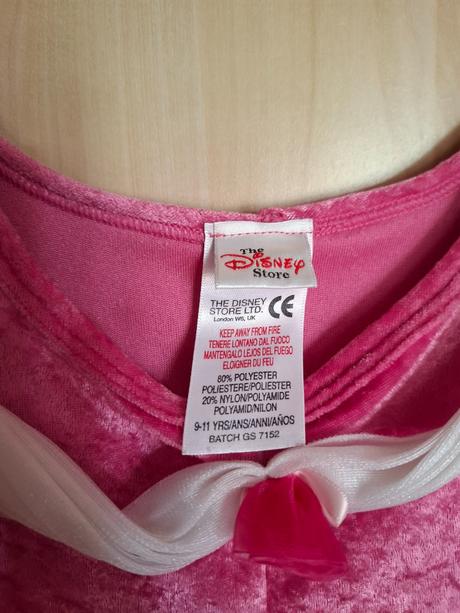 The
Disney
Store
THE DISNEY
STORE LTD.
London W6, UK
CE
KEEP AWAY FROM FIRE
TENERE LONTANO DAL FUOCO
MANTENGALO LEJOS DEL FUEGO
ELOIGNER DU FEU
80% POLYESTER
POLIESTERE/POLIESTER
20% NYLON/POLYAMIDE
POLYAMID/NILON
9-11 YRS/ANS/ANNI/AÑOS
BATCH GS 7152